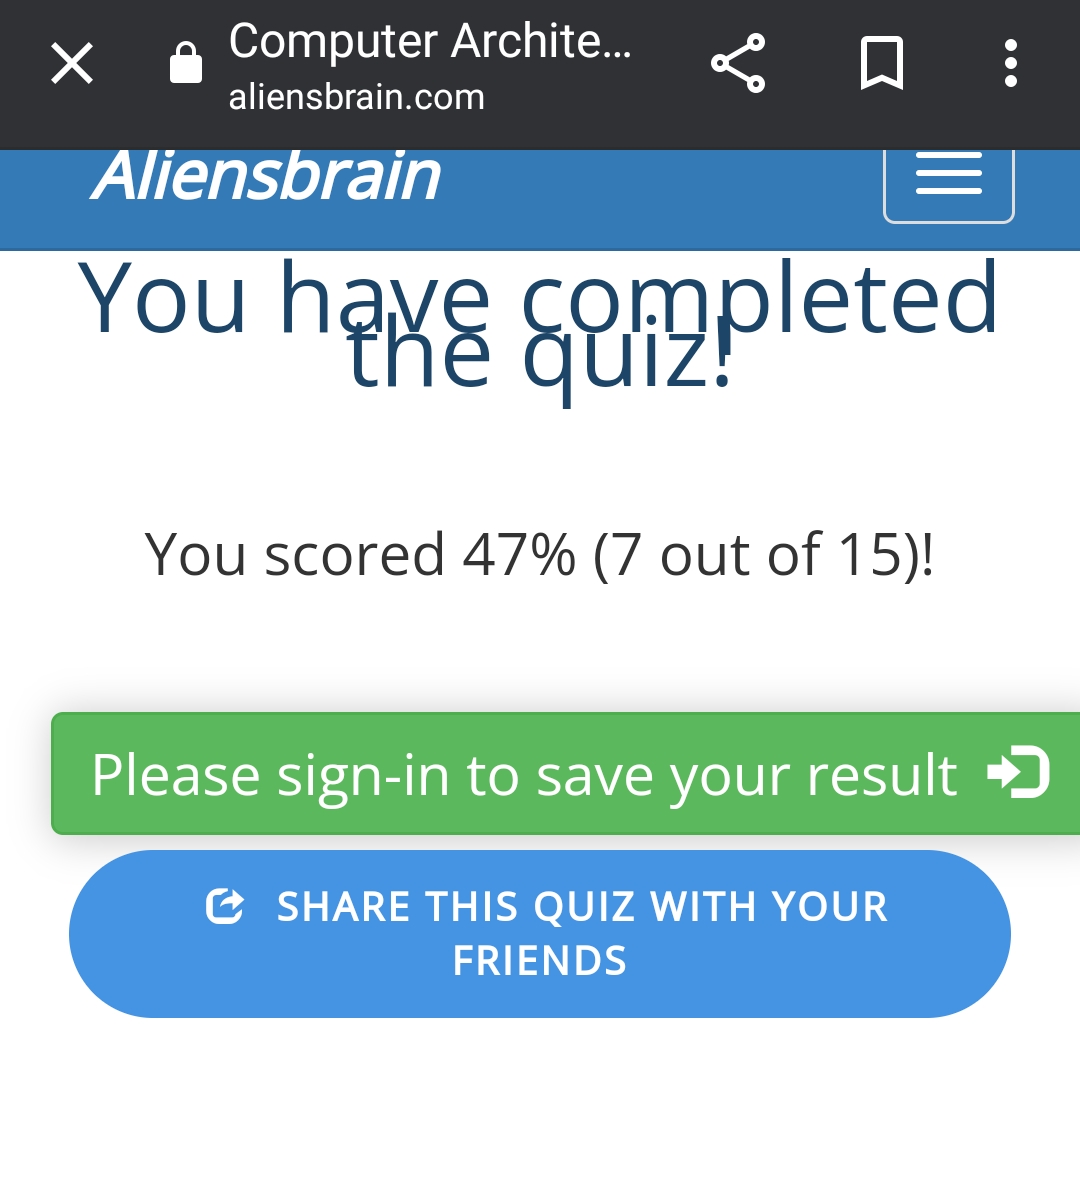 Computer Archite...
aliensbrain.com
Aliensbrain
You have completed
the quiz!
You scored 47% (7 out of 15)!
Please sign-in to save your result
SHARE THIS QUIZ WITH YOUR
FRIENDS